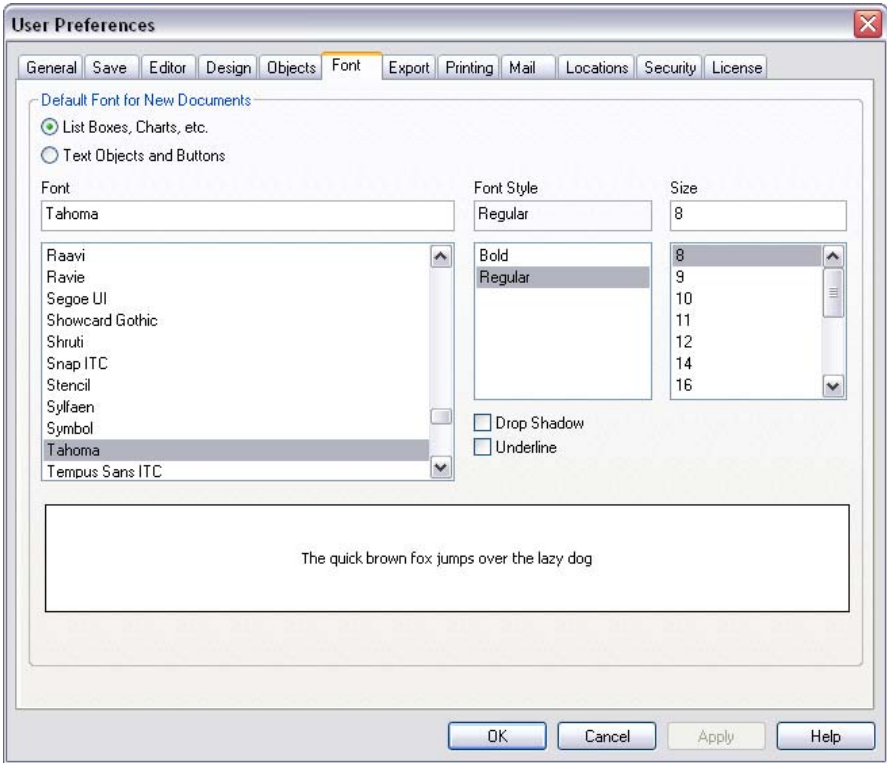 User Preferences
General Save Editor Design Objects Font Export Printing Mail Locations Security License
Default Font for New Documents
List Boxes, Charts, etc.
Text Objects and Buttons
Font Font Style Size
Tahoma Regular 8
Raavi Bold 8
Ravie Regular 9
Segoe UI 10
Showcard Gothic 11
Shruti 12
Snap ITC 14
Stencil 16
Sylfaen
Symbol Drop Shadow
Tahoma Underline
Tempus Sans ITC
The quick brown fox jumps over the lazy dog
OK Cancel Apply Help